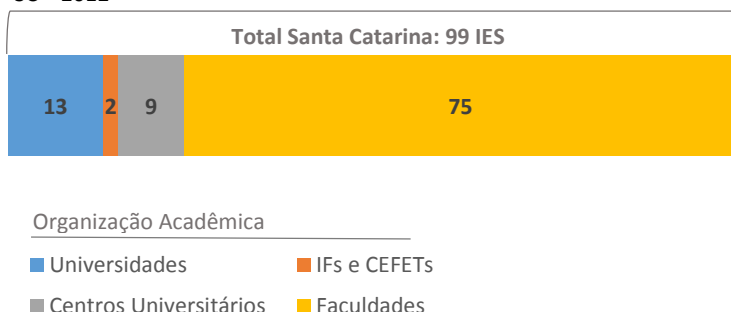 Total Santa Catarina: 99 IES
13 2 9 75
Organização Acadêmica
Universidades IFs e CEFETs
Centros Universitários Faculdades